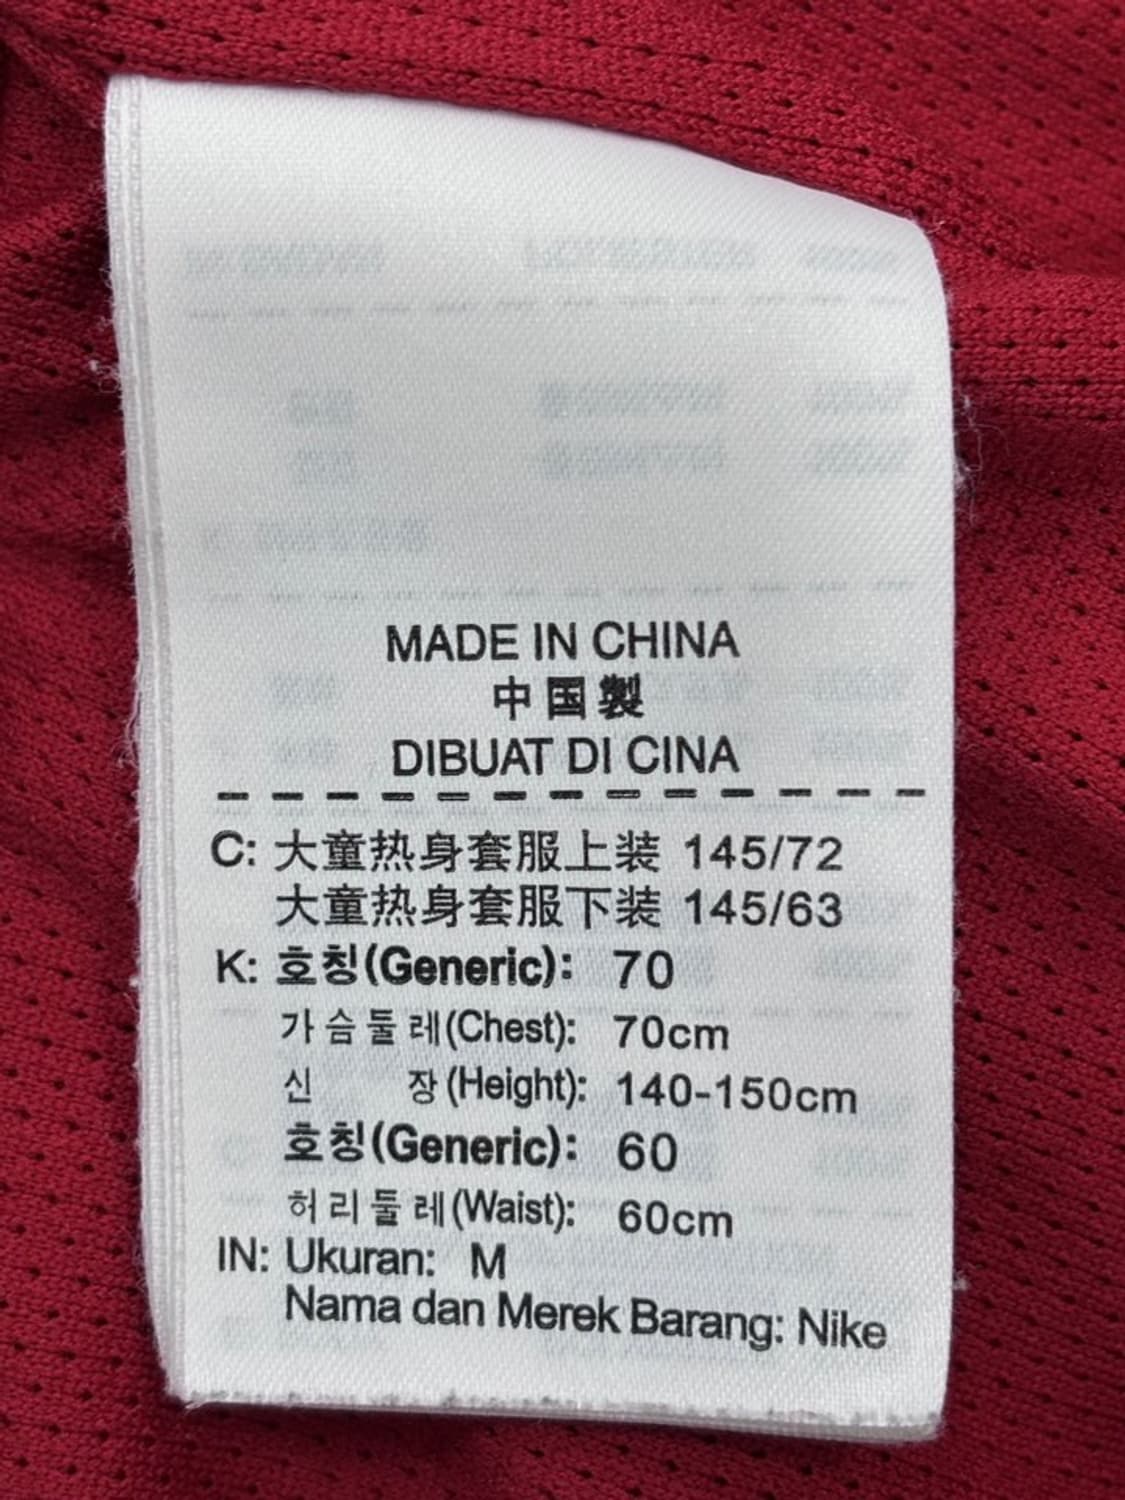 MADE IN CHINA
中国製
DIBUAT DI CINA
C: 大童热身套服上装 145/72
大童热身套服下装 145/63
K: 호칭(Generic): 70
가슴둘레(Chest): 70cm
신 장(Height): 140-150cm
호칭(Generic): 60
허리둘레(Waist): 60cm
IN: Ukuran: M
Nama dan Merek Barang: Nike